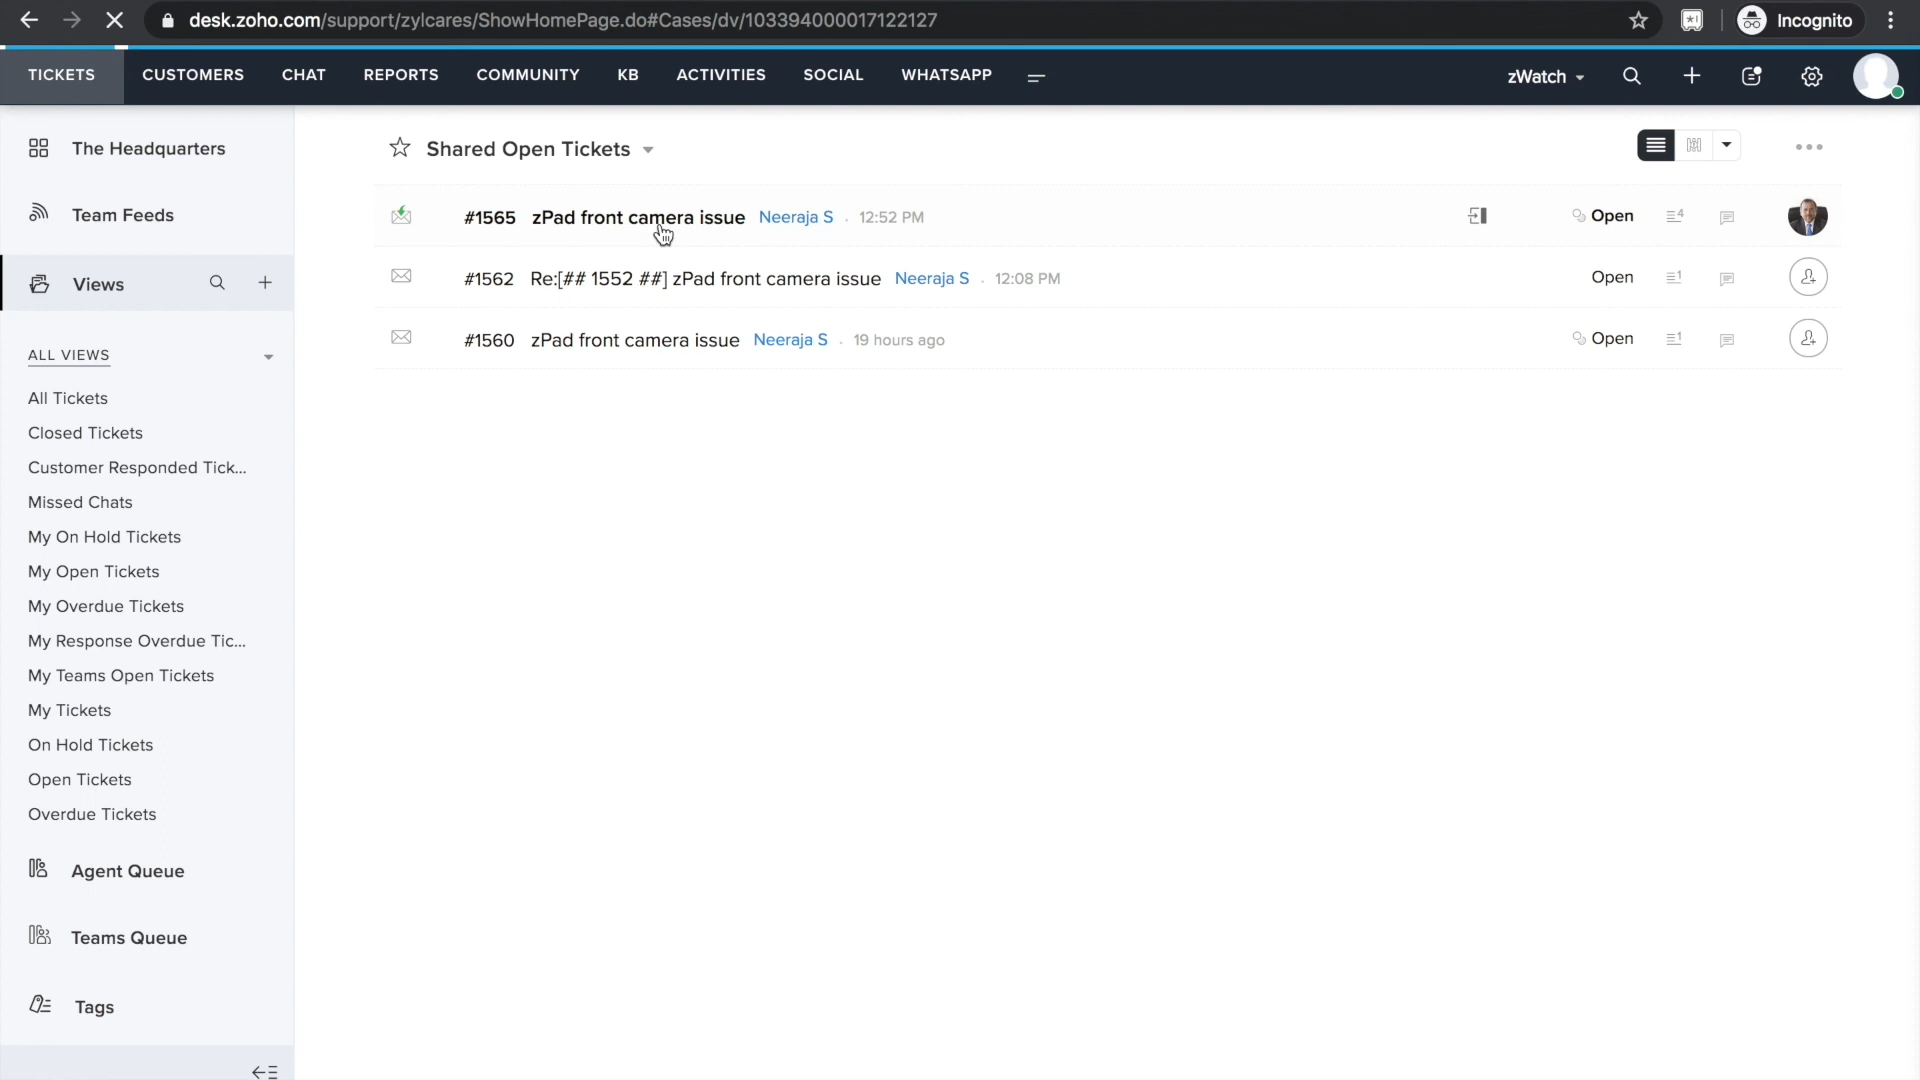 desk.zoho.com/support/zylcares/ShowHomePage.do#Cases/dv/103394000017122127
Incognito
TICKETS CUSTOMERS CHAT REPORTS COMMUNITY KB ACTIVITIES SOCIAL WHATSAPP zWatch
The Headquarters
Team Feeds
Views
ALL VIEWS
All Tickets
Closed Tickets
Customer Responded Tick...
Missed Chats
My On Hold Tickets
My Open Tickets
My Overdue Tickets
My Response Overdue Tic...
My Teams Open Tickets
My Tickets
On Hold Tickets
Open Tickets
Overdue Tickets
Agent Queue
Teams Queue
Tags
Shared Open Tickets
#1565 zPad front camera issue Neeraja S . 12:52 PM Open 4
#1562 Re:[## 1552 ##] zPad front camera issue Neeraja S . 12:08 PM Open 1
#1560 zPad front camera issue Neeraja S . 19 hours ago Open 1